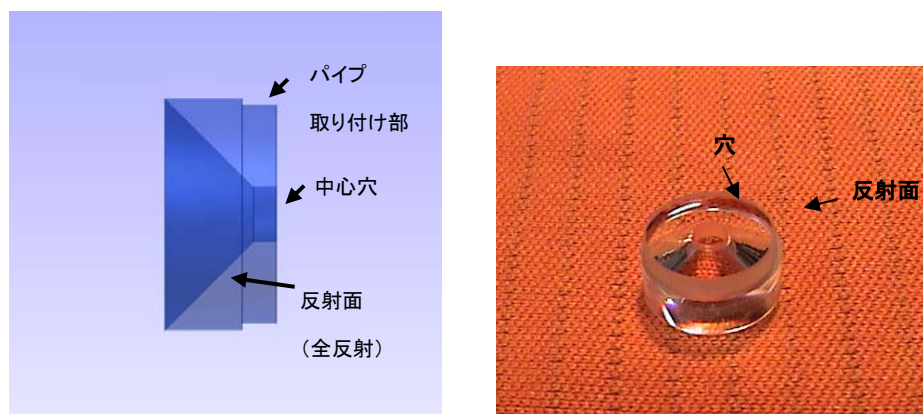 パイプ
取り付け部
中心穴
反射面
（全反射）
穴
反射面